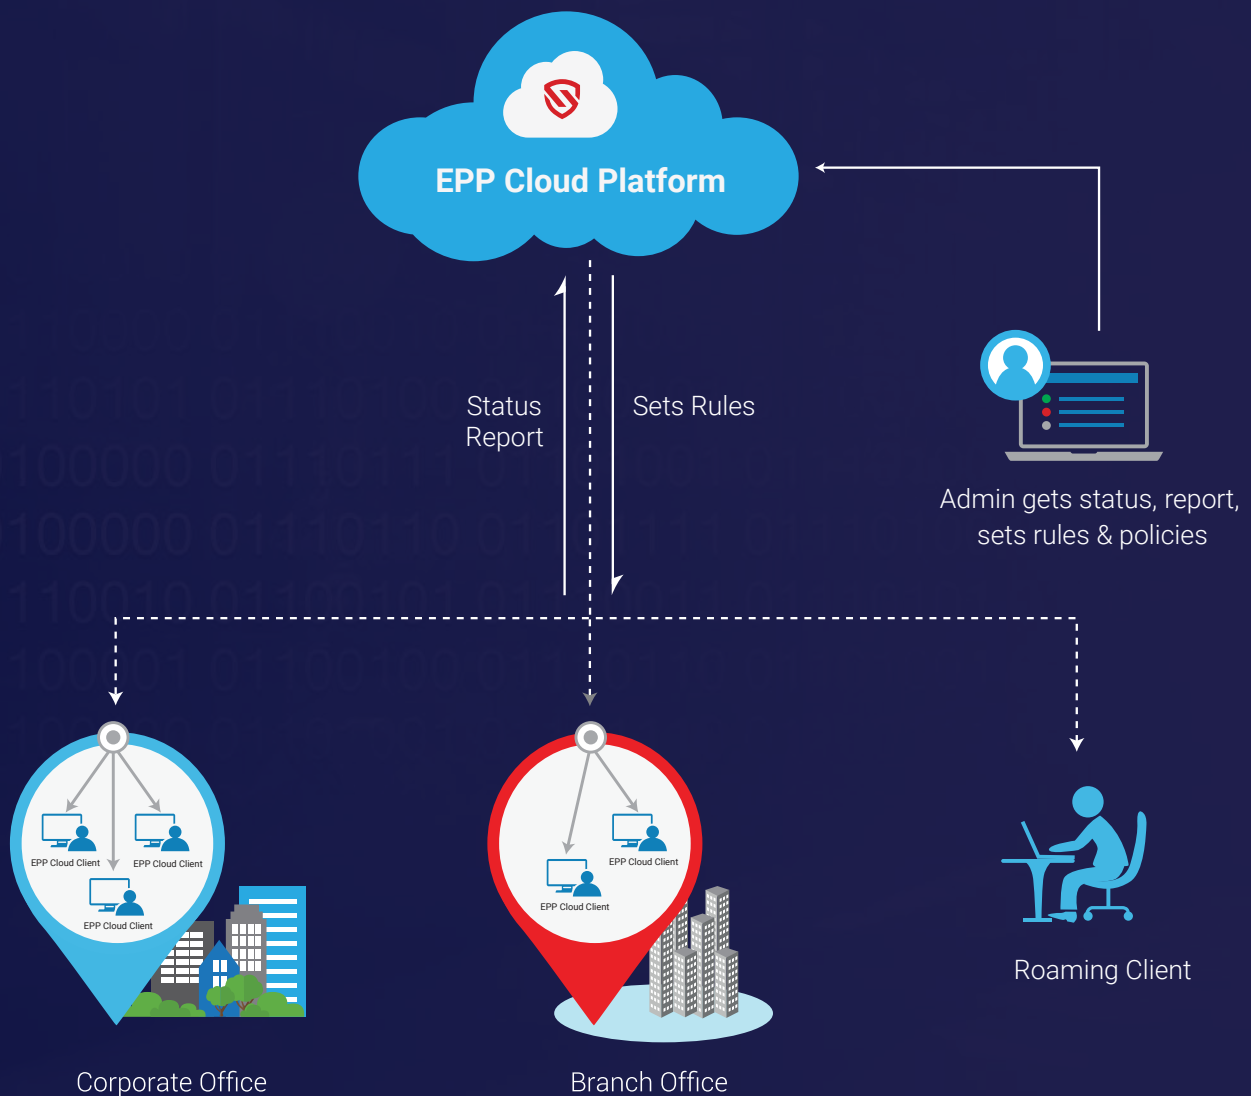 EPP Cloud Platform
Status
Report
Sets Rules
Admin gets status, report,
sets rules & policies
EPP Cloud Client
EPP Cloud Client
EPP Cloud Client
EPP Cloud Client
EPP Cloud Client
Roaming Client
Corporate Office
Branch Office